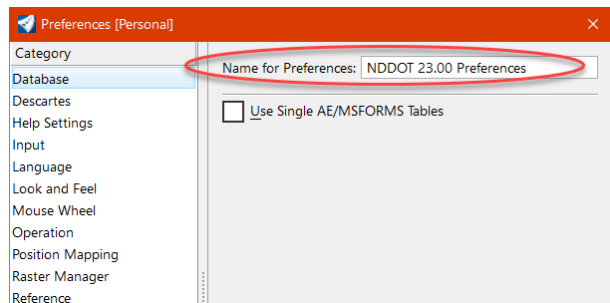 Preferences [Personal]
Category
Name for Preferences: NDDOT 23.00 Preferences
Database
Use Single AE/MSFORMS Tables
Descartes
Help Settings
Input
Language
Look and Feel
Mouse Wheel
Operation
Position Mapping
Raster Manager
Reference